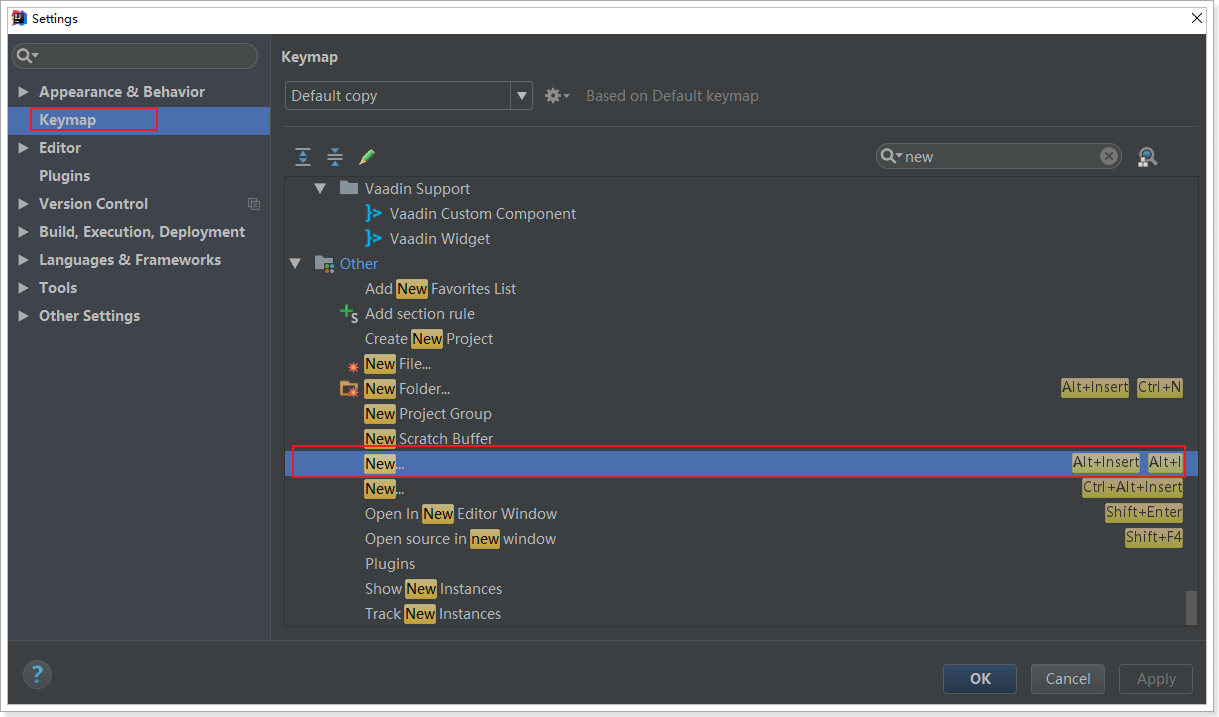 Settings
Appearance & Behavior
Keymap
Editor
Plugins
Version Control
Build, Execution, Deployment
Languages & Frameworks
Tools
Other Settings
Keymap
Default copy
Based on Default keymap
new
Vaadin Support
Vaadin Custom Component
Vaadin Widget
Other
Add New Favorites List
Add section rule
Create New Project
New File...
New Folder... Alt+Insert Ctrl+N
New Project Group
New Scratch Buffer
New... Alt+Insert Alt+I
New... Ctrl+Alt+Insert
Open In New Editor Window Shift+Enter
Open source in new window Shift+F4
Plugins
Show New Instances
Track New Instances
? OK Cancel Apply